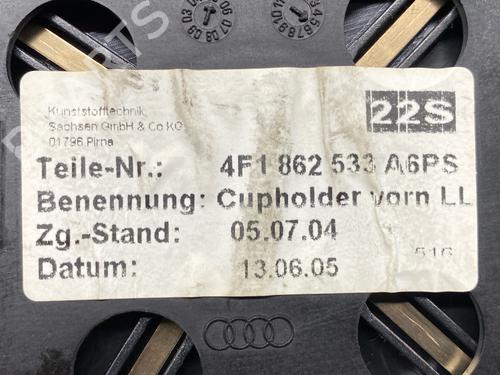 Kunststofftechnik
Sachsen GmbH & Co KG
01796 Pirna
22S
Teile-Nr.: 4F1 862 533 A6PS
Benennung: Cupholder vorn LL
Zg.-Stand: 05.07.04
Datum: 13.06.05
516